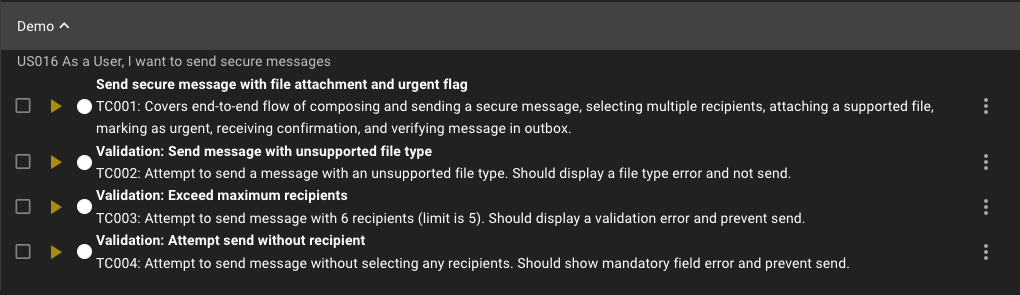 Demo
US016 As a User, I want to send secure messages
Send secure message with file attachment and urgent flag
TC001: Covers end-to-end flow of composing and sending a secure message, selecting multiple recipients, attaching a supported file,
marking as urgent, receiving confirmation, and verifying message in outbox.
Validation: Send message with unsupported file type
TC002: Attempt to send a message with an unsupported file type. Should display a file type error and not send.
Validation: Exceed maximum recipients
TC003: Attempt to send message with 6 recipients (limit is 5). Should display a validation error and prevent send.
Validation: Attempt send without recipient
TC004: Attempt to send message without selecting any recipients. Should show mandatory field error and prevent send.